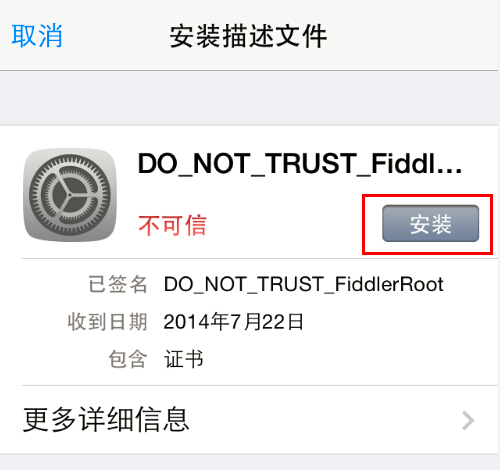 取消 安装描述文件
DO_NOT_TRUST_Fiddl...
不可信 安装
已签名 DO_NOT_TRUST_FiddlerRoot
收到日期 2014年7月22日
包含 证书
更多详细信息